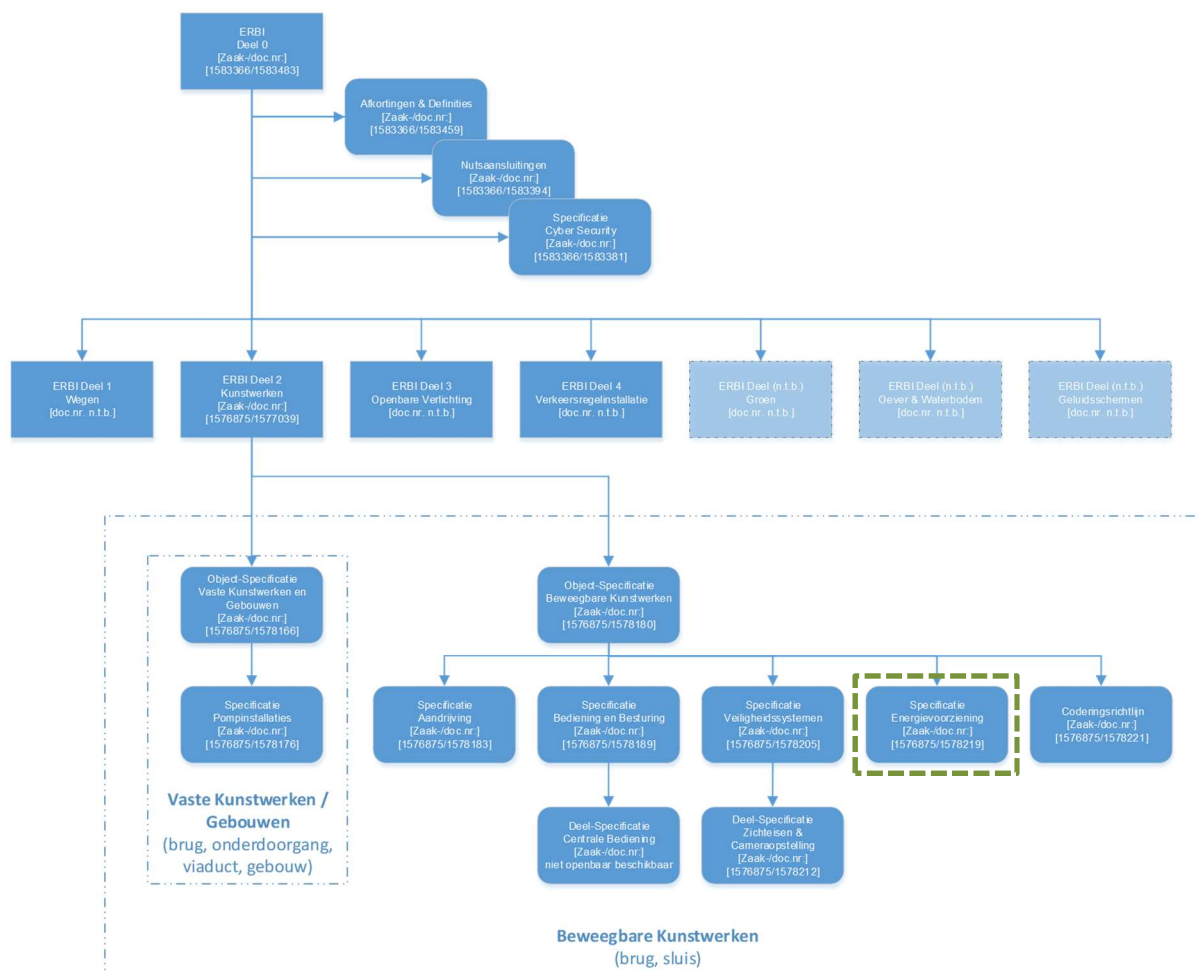 ERBI
Deel 0
[Zaak-/doc.nr:]
[1583366/1583483]
Afkortingen & Definities
[Zaak-/doc.nr:]
[1583366/1583459]
Nutsaansluitingen
[Zaak-/doc.nr:]
[1583366/1583394]
Specificatie
Cyber Security
[Zaak-/doc.nr:]
[1583366/1583381]
ERBI Deel 1
Wegen
[doc.nr. n.t.b.]
ERBI Deel 2
Kunstwerken
[Zaak-/doc.nr:]
[1576875/1577039]
ERBI Deel 3
Openbare Verlichting
[doc.nr. n.t.b.]
ERBI Deel 4
Verkeersregelinstallatie
[doc.nr. n.t.b.]
ERBI Deel (n.t.b.)
Groen
[doc.nr. n.t.b.]
ERBI Deel (n.t.b.)
Oever & Waterbodem
[doc.nr. n.t.b.]
ERBI Deel (n.t.b.)
Geluidsschermen
[doc.nr. n.t.b.]
Object-Specificatie
Vaste Kunstwerken en
Gebouwen
[Zaak-/doc.nr:]
[1576875/1578166]
Object-Specificatie
Beweegbare Kunstwerken
[Zaak-/doc.nr:]
[1576875/1578180]
Specificatie
Pompinstallaties
[Zaak-/doc.nr:]
[1576875/1578176]
Specificatie
Aandrijving
[Zaak-/doc.nr:]
[1576875/1578183]
Specificatie
Bediening en Besturing
[Zaak-/doc.nr:]
[1576875/1578189]
Specificatie
Veiligheidssystemen
[Zaak-/doc.nr:]
[1576875/1578205]
Specificatie
Energievoorziening
[Zaak-/doc.nr:]
[1576875/1578219]
Coderingsrichtlijn
[Zaak-/doc.nr:]
[1576875/1578221]
Vaste Kunstwerken /
Gebouwen
(brug, onderdoorgang,
viaduct, gebouw)
Deel-Specificatie
Centrale Bediening
[Zaak-/doc.nr:]
niet openbaar beschikbaar
Deel-Specificatie
Zichteisen &
Cameraopstelling
[Zaak-/doc.nr:]
[1576875/1578212]
Beweegbare Kunstwerken
(brug, sluis)